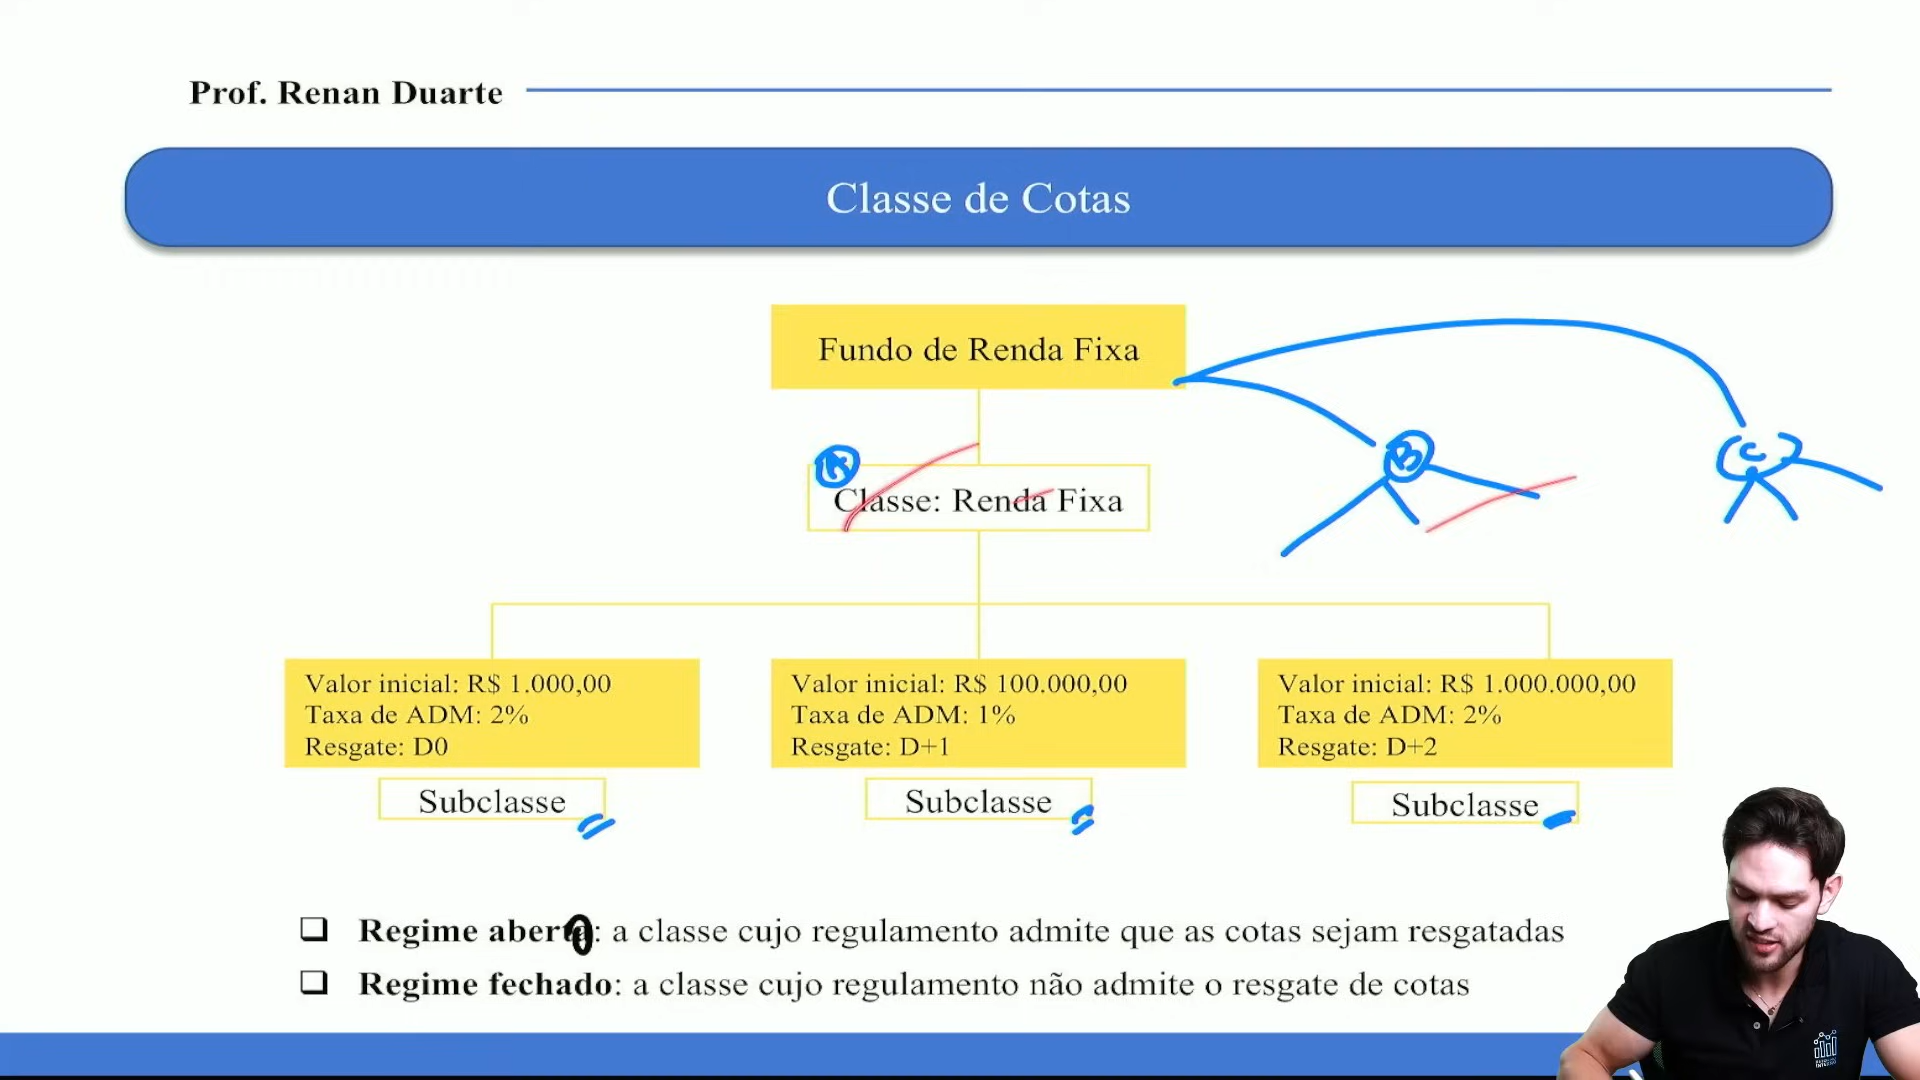 Prof. Renan Duarte
Classe de Cotas
Fundo de Renda Fixa
A
B
C
Classe: Renda Fixa
Valor inicial: R$ 1.000,00
Taxa de ADM: 2%
Resgate: D0
Subclasse
Valor inicial: R$ 100.000,00
Taxa de ADM: 1%
Resgate: D+1
Subclasse
Valor inicial: R$ 1.000.000,00
Taxa de ADM: 2%
Resgate: D+2
Subclasse
❑ Regime aberto: a classe cujo regulamento admite que as cotas sejam resgatadas
❑ Regime fechado: a classe cujo regulamento não admite o resgate de cotas